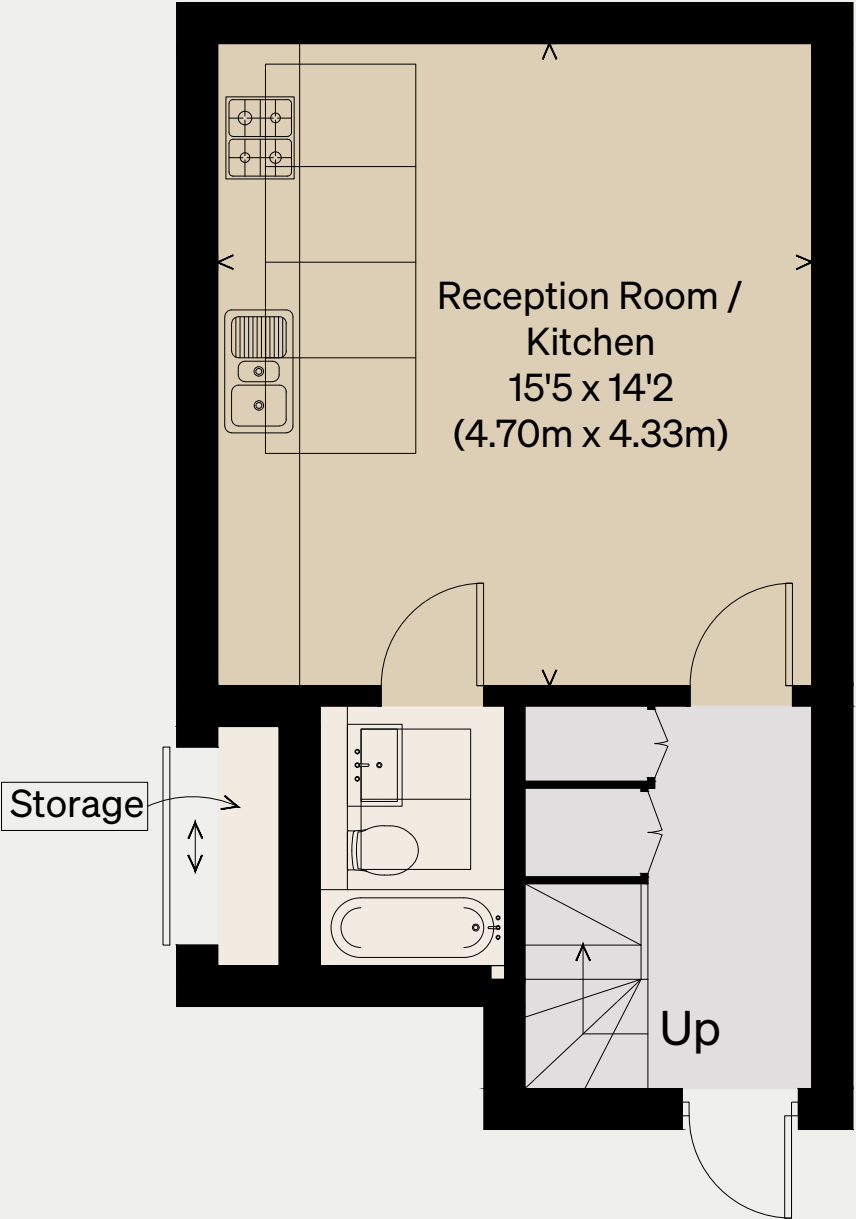 Reception Room /
Kitchen
15'5 x 14'2
(4.70m x 4.33m)
Storage
Up